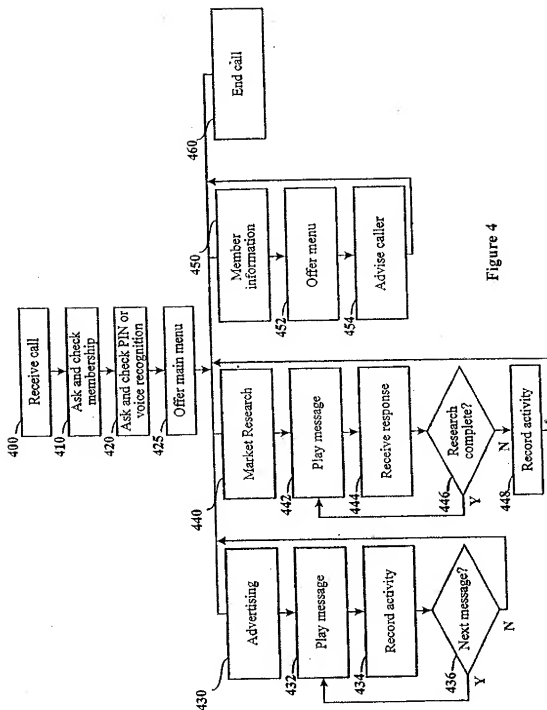 400
Receive call
410
Ask and check
membership
420
Ask and check PIN or
voice recognition
425
Offer main menu
430
Advertising
432
Play message
434
Record activity
436
Next message?
Y
N
440
Market Research
442
Play message
444
Receive response
446
Research
complete?
Y
N
448
Record activity
450
Member
information
452
Offer menu
454
Advise caller
460
End call
Figure 4